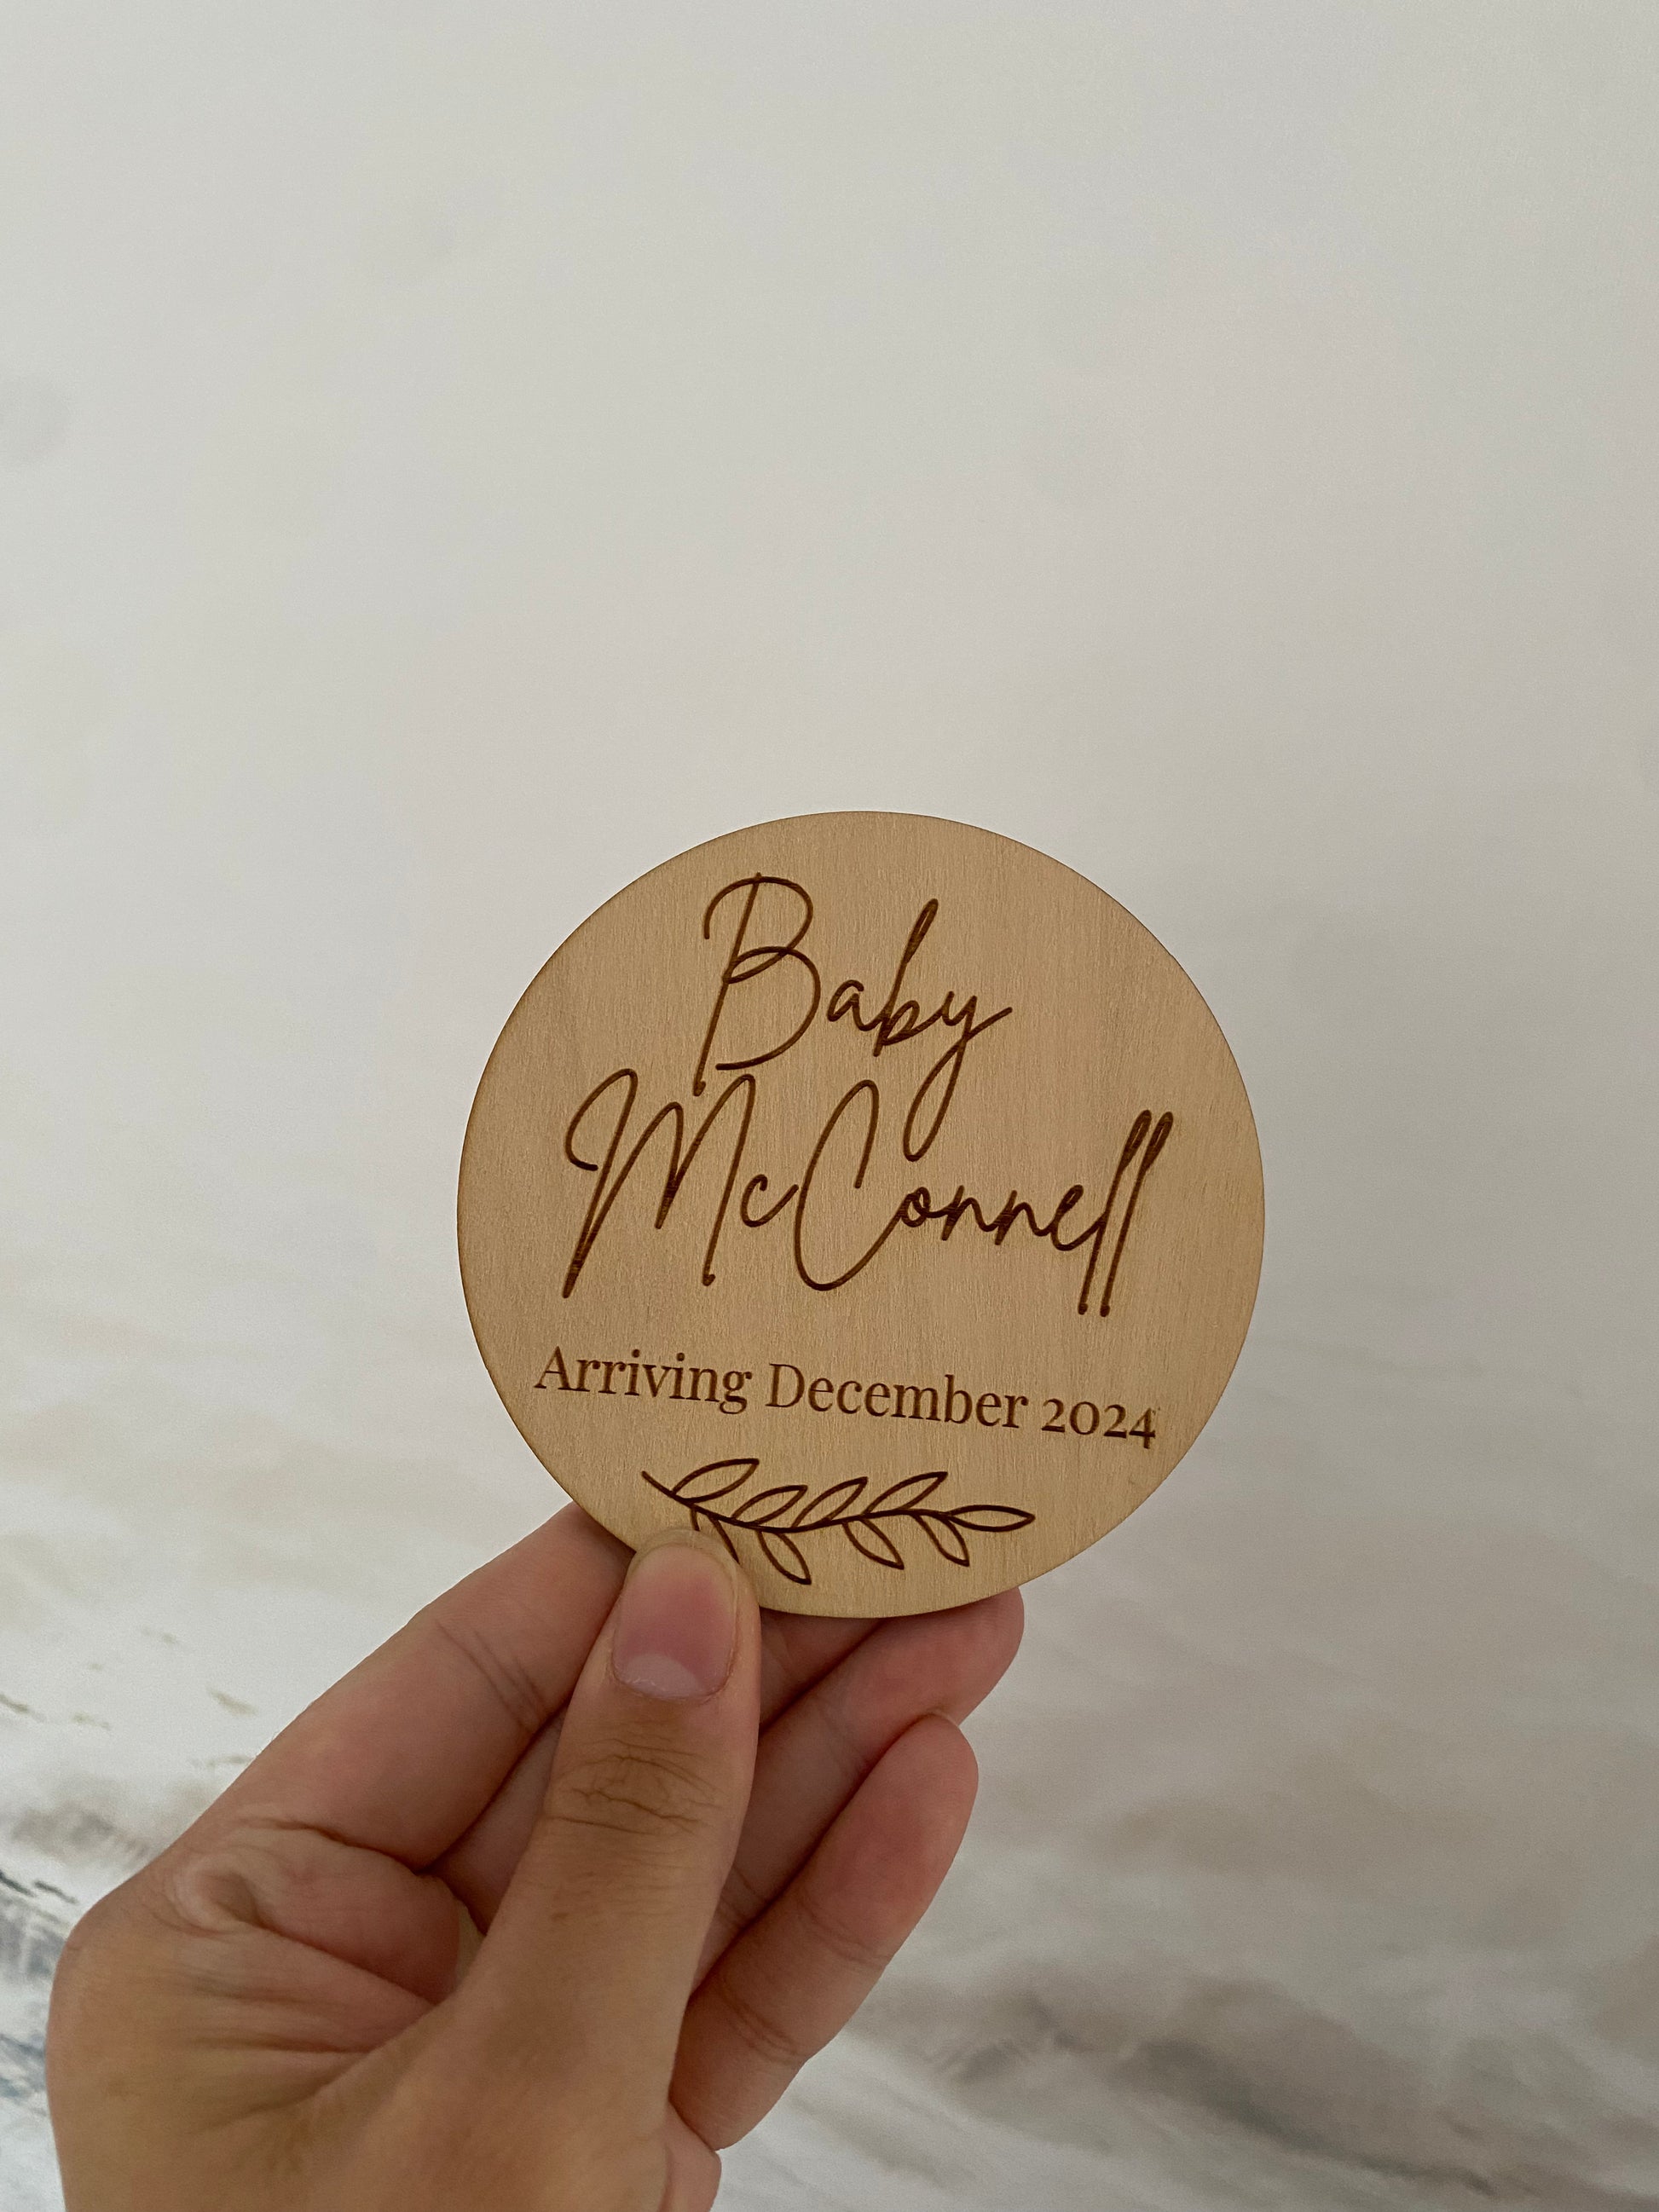 Baby
McConnell
Arriving December 2024